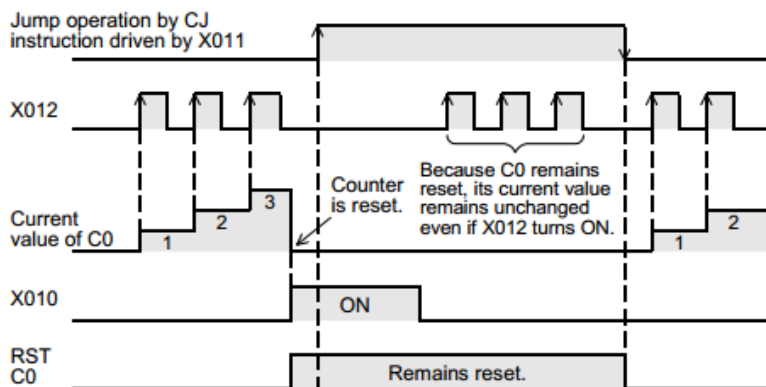 Jump operation by CJ
instruction driven by X011
X012
Because C0 remains
reset, its current value
remains unchanged
even if X012 turns ON.
Counter
is reset.
Current
value of C0
1
2
3
1
2
X010
ON
RST
C0
Remains reset.